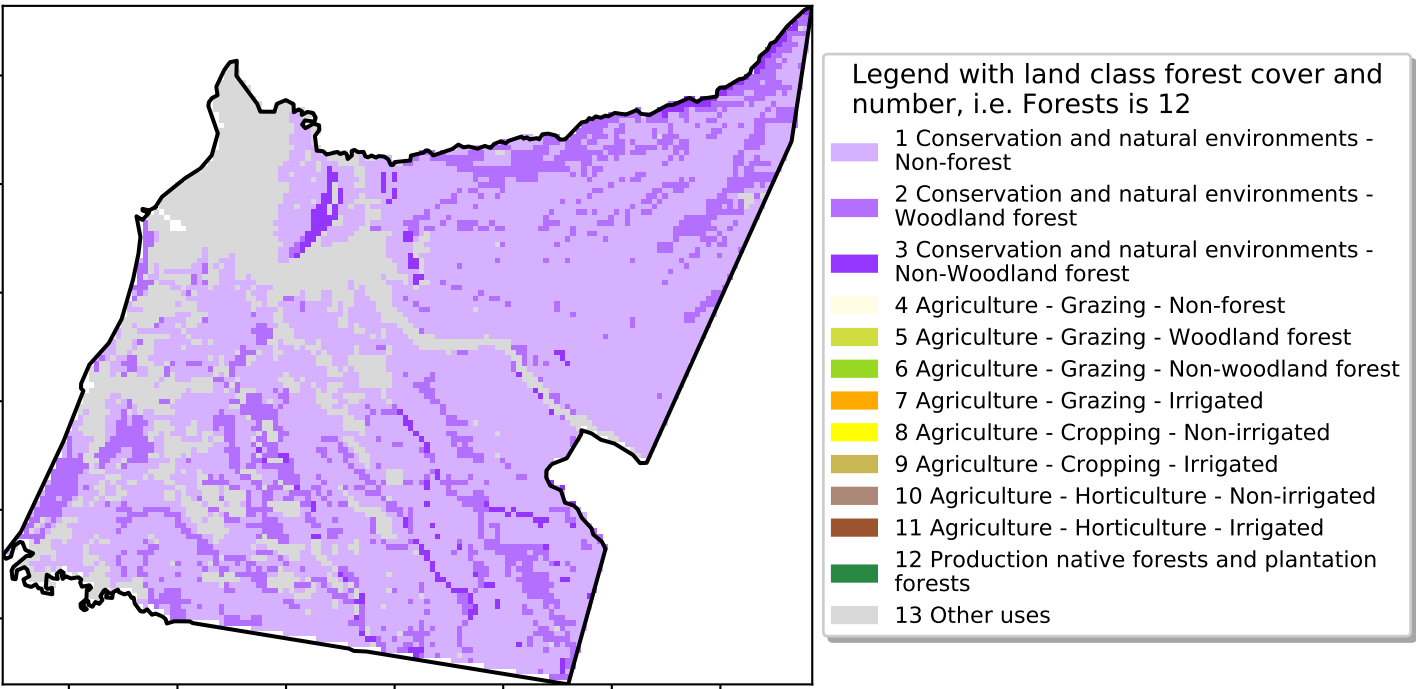 Legend with land class forest cover and
number, i.e. Forests is 12
1 Conservation and natural environments -
Non-forest
2 Conservation and natural environments -
Woodland forest
3 Conservation and natural environments -
Non-Woodland forest
4 Agriculture - Grazing - Non-forest
5 Agriculture - Grazing - Woodland forest
6 Agriculture - Grazing - Non-woodland forest
7 Agriculture - Grazing - Irrigated
8 Agriculture - Cropping - Non-irrigated
9 Agriculture - Cropping - Irrigated
10 Agriculture - Horticulture - Non-irrigated
11 Agriculture - Horticulture - Irrigated
12 Production native forests and plantation
forests
13 Other uses